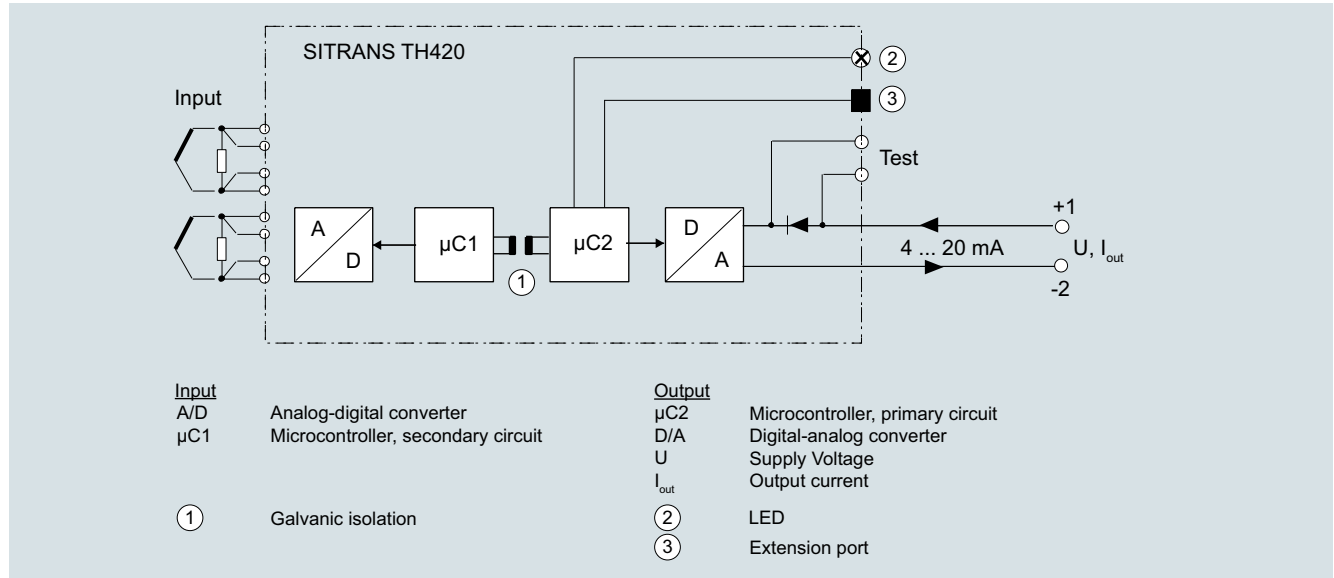 SITRANS TH420
2
Input
3
Test
+1
A
D
µC1
µC2
D
A
4 ... 20 mA
U, Iout
1
-2
Input
A/D Analog-digital converter
µC1 Microcontroller, secondary circuit
1 Galvanic isolation
Output
µC2 Microcontroller, primary circuit
D/A Digital-analog converter
U Supply Voltage
Iout Output current
2 LED
3 Extension port